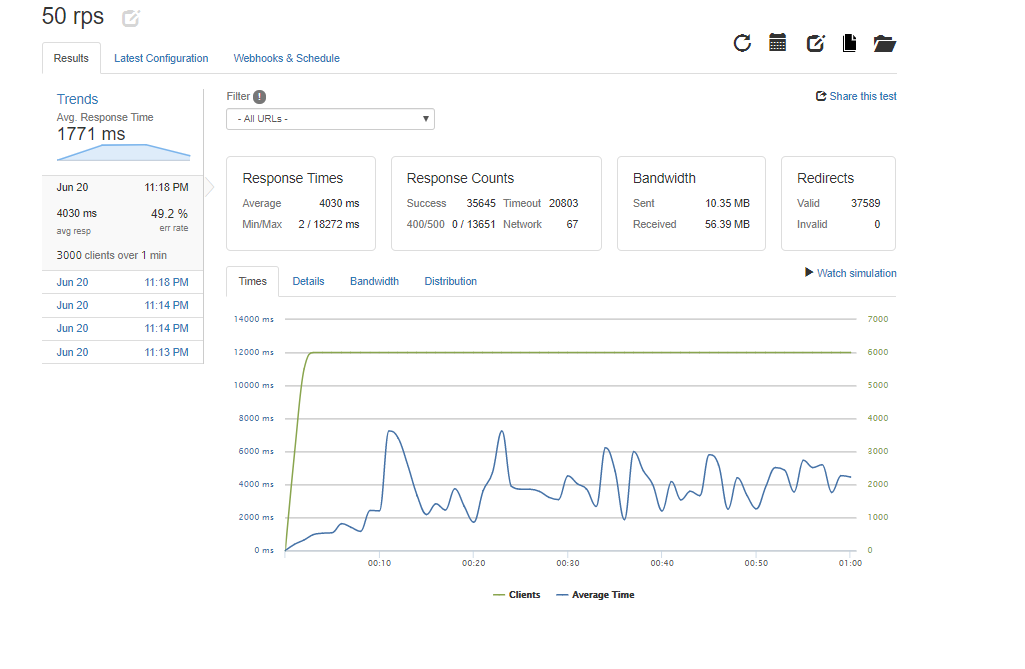 50 rps
Results Latest Configuration Webhooks & Schedule
Trends
Avg. Response Time
1771 ms
Jun 20 11:18 PM
4030 ms 49.2 %
avg resp err rate
3000 clients over 1 min
Jun 20 11:18 PM
Jun 20 11:14 PM
Jun 20 11:14 PM
Jun 20 11:13 PM
Filter !
- All URLs -
Share this test
Response Times
Average 4030 ms
Min/Max 2 / 18272 ms
Response Counts
Success 35645 Timeout 20803
400/500 0 / 13651 Network 67
Bandwidth
Sent 10.35 MB
Received 56.39 MB
Redirects
Valid 37589
Invalid 0
Times Details Bandwidth Distribution
Watch simulation
14000 ms 7000
12000 ms 6000
10000 ms 5000
8000 ms 4000
6000 ms 3000
4000 ms 2000
2000 ms 1000
0 ms 0
00:10 00:20 00:30 00:40 00:50 01:00
Clients Average Time